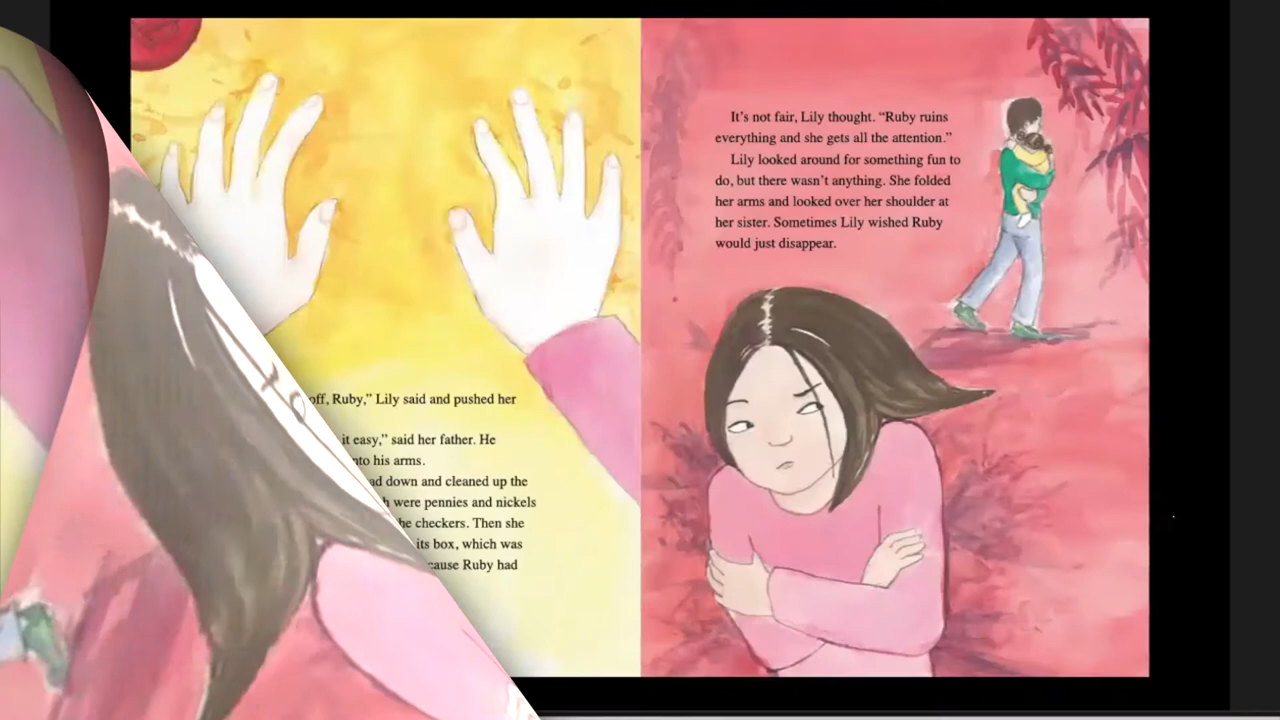 off, Ruby,” Lily said and pushed her
it easy,” said her father. He
to his arms.
down and cleaned up the
were pennies and nickels
he checkers. Then she
its box, which was
cause Ruby had
It’s not fair, Lily thought. “Ruby ruins
everything and she gets all the attention.”
Lily looked around for something fun to
do, but there wasn’t anything. She folded
her arms and looked over her shoulder at
her sister. Sometimes Lily wished Ruby
would just disappear.